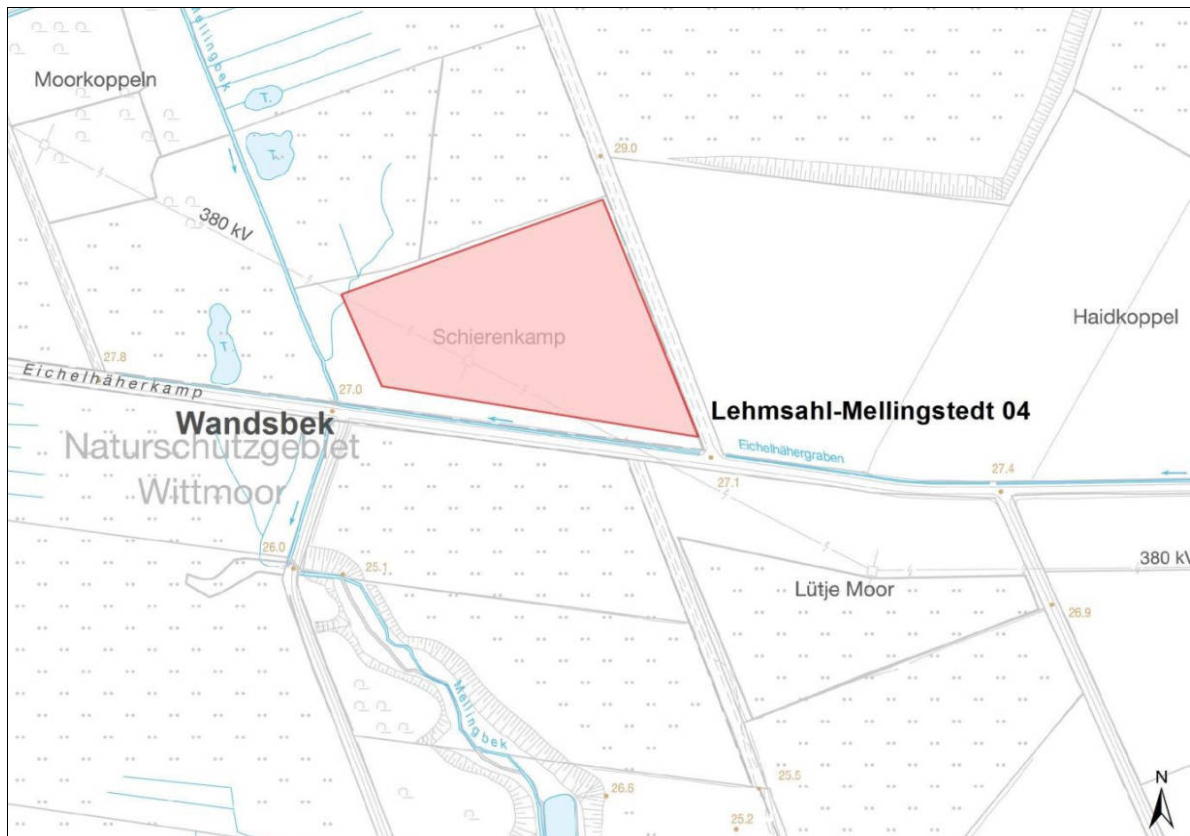 Mellingbek
Moorkoppeln
T.
T.
29.0
380 kV
Schierenkamp
Haidkoppel
T.
27.8
Eichelhäherkamp
27.0
Wandsbek
Lehmsahl-Mellingstedt 04
Naturschutzgebiet
Wittmoor
Eichelhähergraben
27.1
27.4
26.0
25.1
380 kV
Lütje Moor
26.9
Mellingbek
25.5
26.6
25.2
N